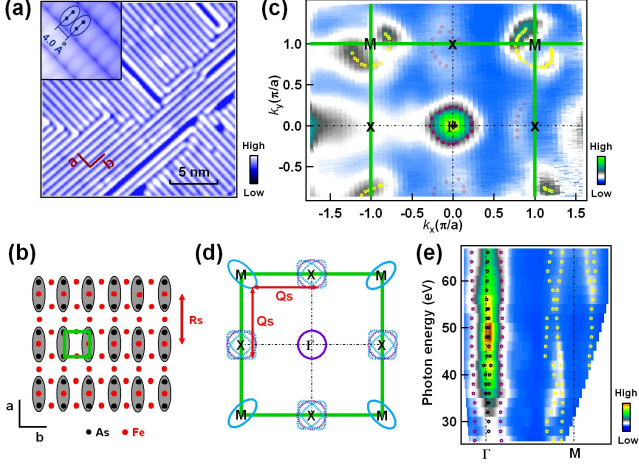 (a)
4.0 A°
a
b
5 nm
High
Low
(b)
Rs
a
b
As
Fe
(c)
ky(π/a)
1.0
0.5
0.0
-0.5
M
X
M
X
Γ
X
-1.5 -1.0 -0.5 0.0 0.5 1.0 1.5
kx(π/a)
High
Low
(d)
M
X
M
Qs
Qs
X
Γ
X
M
X
M
(e)
Photon energy (eV)
60
50
40
30
Γ
M
High
Low